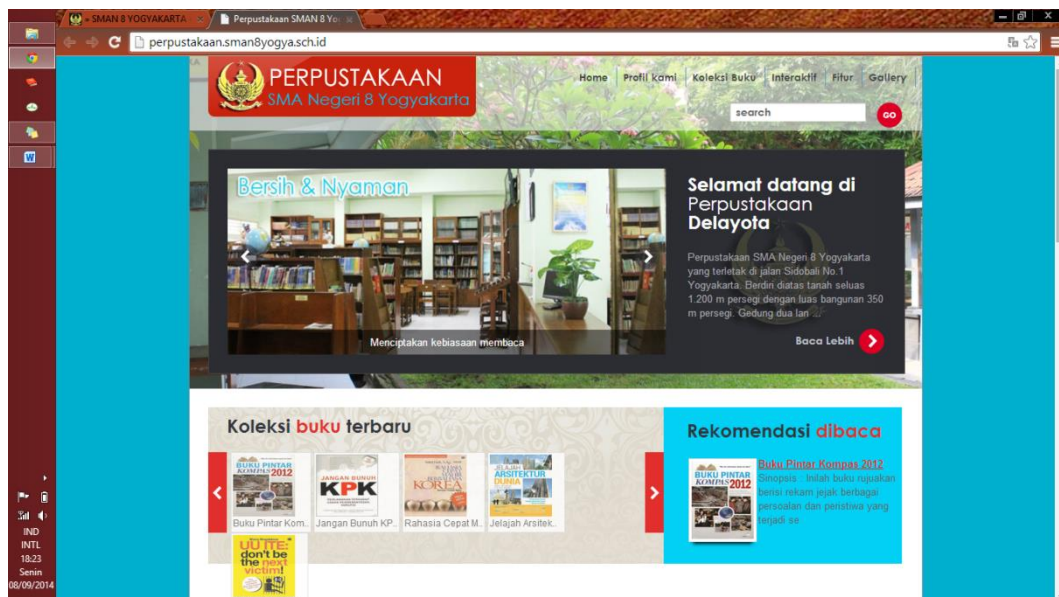 » SMAN 8 YOGYAKARTA
Perpustakaan SMAN 8 Yo
perpustakaan.sman8yogya.sch.id
PERPUSTAKAAN
SMA Negeri 8 Yogyakarta
Home Profil kami Koleksi Buku Interaktif Fitur Gallery
search
GO
Bersih & Nyaman
Menciptakan kebiasaan membaca
Selamat datang di
Perpustakaan
Delayota
Perpustakaan SMA Negeri 8 Yogyakarta
yang terletak di jalan Sidobali No.1
Yogyakarta. Berdiri diatas tanah seluas
1.200 m persegi dengan luas bangunan 350
m persegi. Gedung dua lan ...
Baca Lebih
Koleksi buku terbaru
BUKU PINTAR
KOMPAS 2012
JANGAN BUNUH
KPK
KOREA
JELAJAH
ARSITEKTUR
DUNIA
Buku Pintar Kom.. Jangan Bunuh KP.. Rahasia Cepat M.. Jelajah Arsitek..
UU ITE:
don't be
the next
victim!
Rekomendasi dibaca
BUKU PINTAR
KOMPAS 2012
Buku Pintar Kompas 2012
Sinopsis : Inilah buku rujukan
berisi rekam jejak berbagai
persoalan dan peristiwa yang
terjadi se
IND
INTL
18:23
Senin
08/09/2014